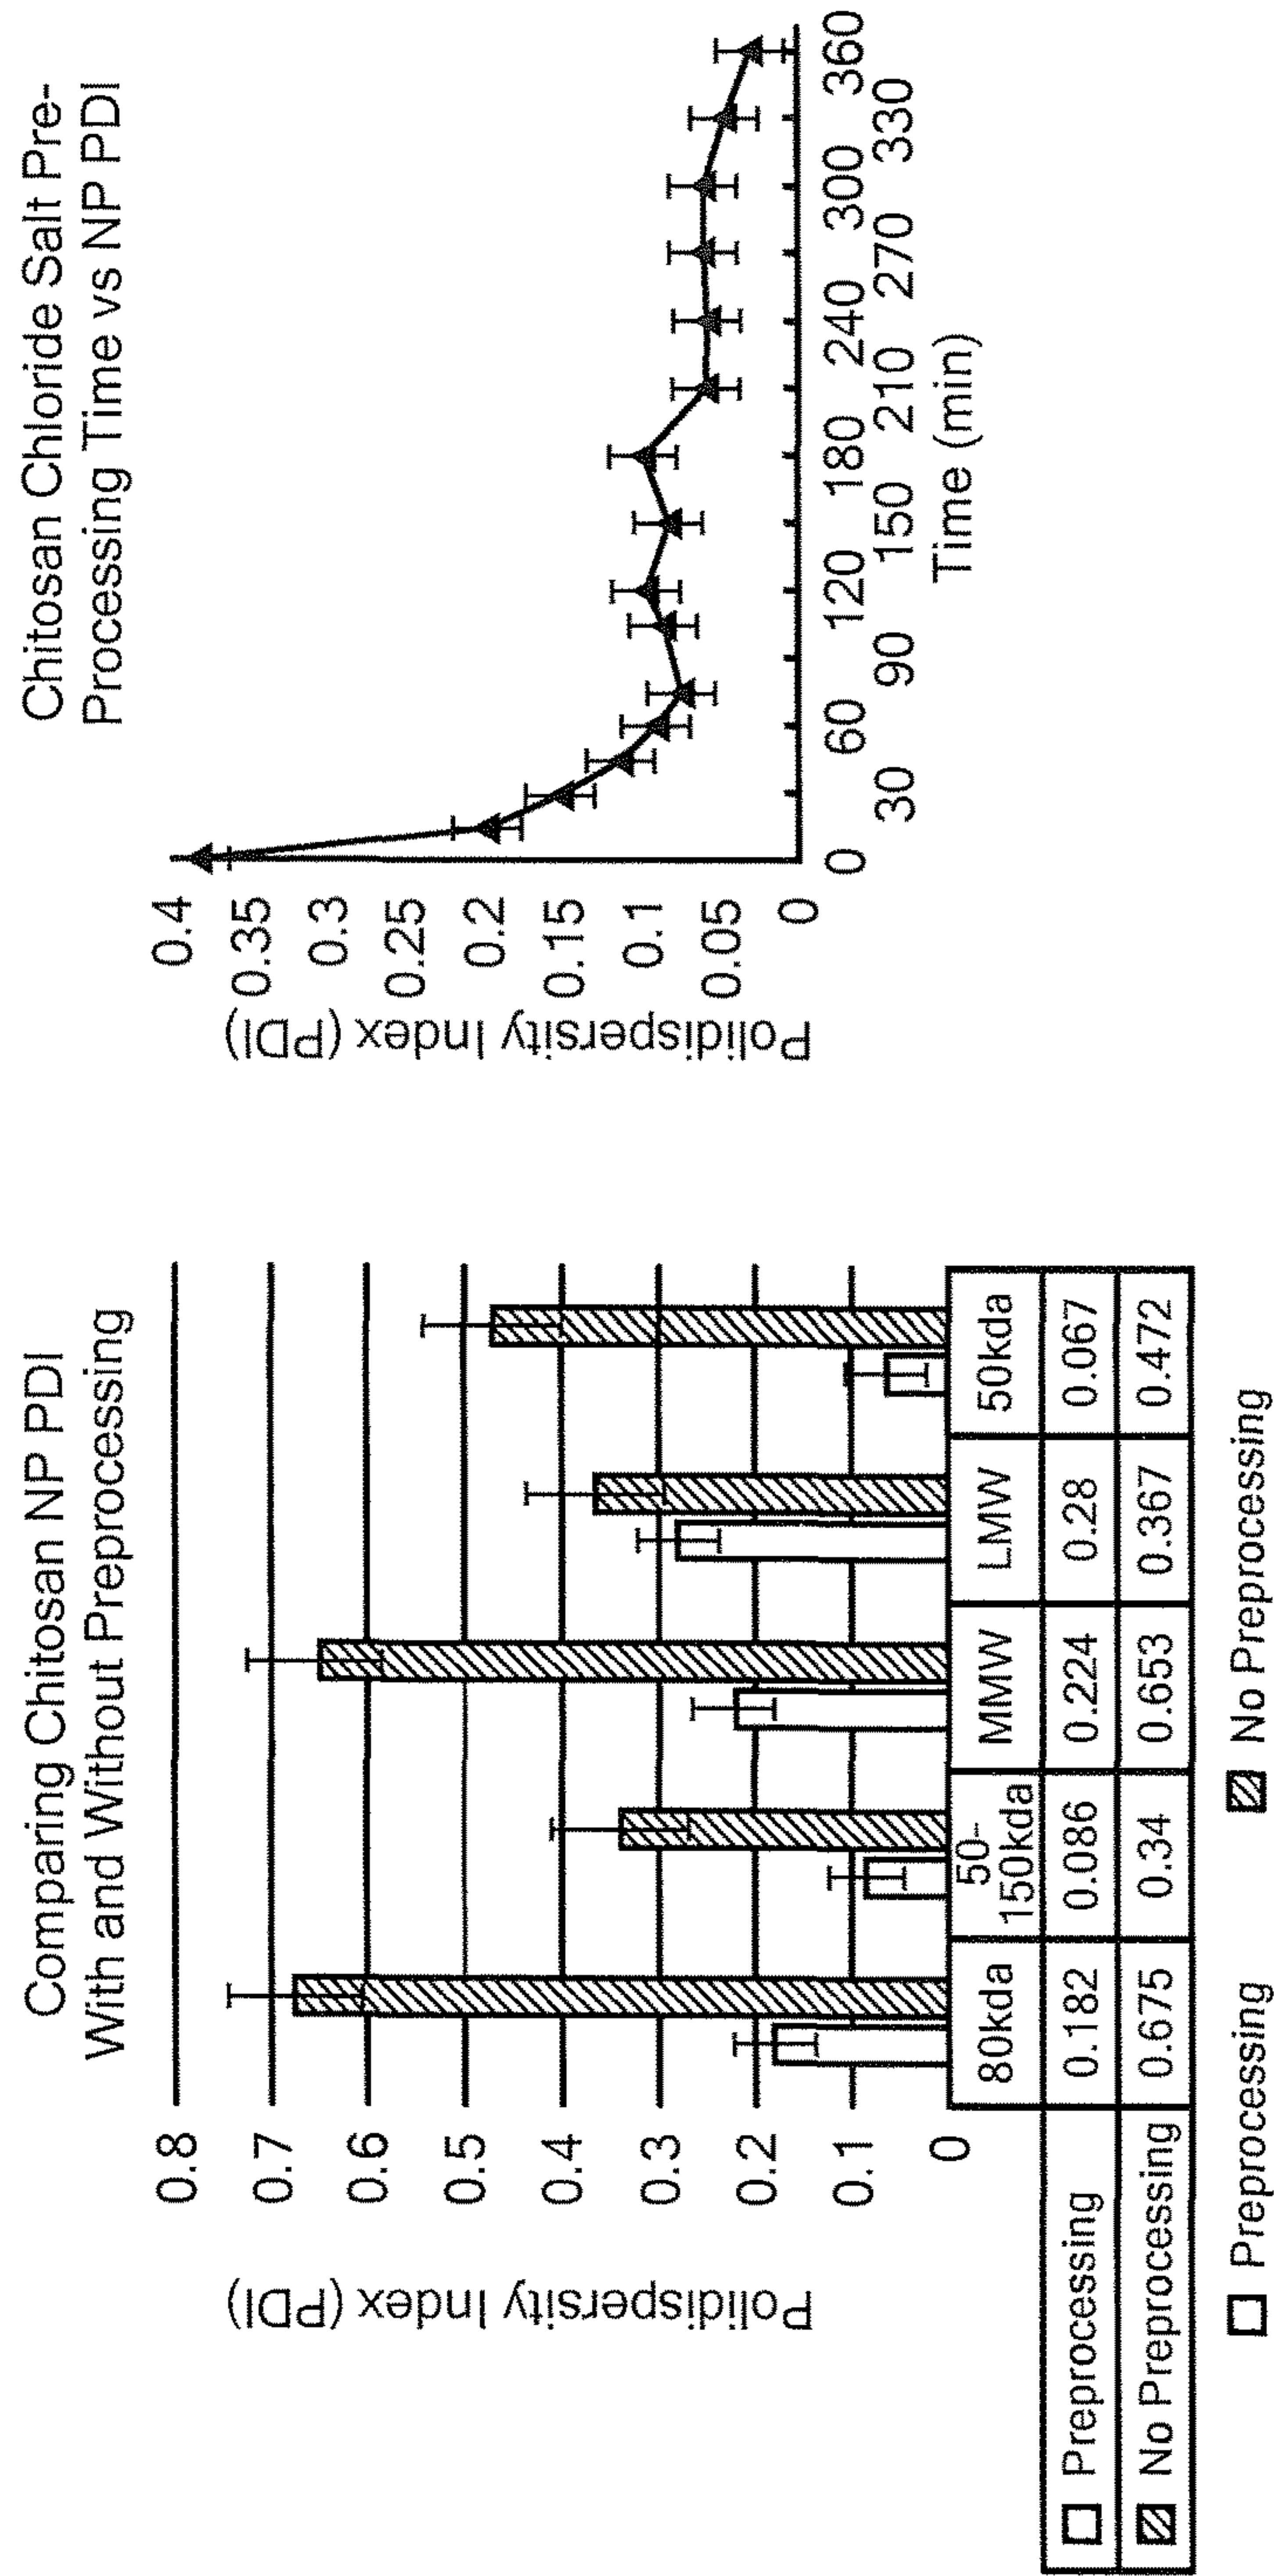 Comparing Chitosan NP PDI
With and Without Preprocessing
Polidispersity Index (PDI)
0.8
0.7
0.6
0.5
0.4
0.3
0.2
0.1
0
80kda 50-150kda MMW LMW 50kda
Preprocessing 0.182 0.086 0.224 0.28 0.067
No Preprocessing 0.675 0.34 0.653 0.367 0.472
Preprocessing No Preprocessing
Chitosan Chloride Salt Pre-
Processing Time vs NP PDI
Polidispersity Index (PDI)
0.4
0.35
0.3
0.25
0.2
0.15
0.1
0.05
0
0 60 120 180 240 300 360
30 90 150 210 270 330
Time (min)